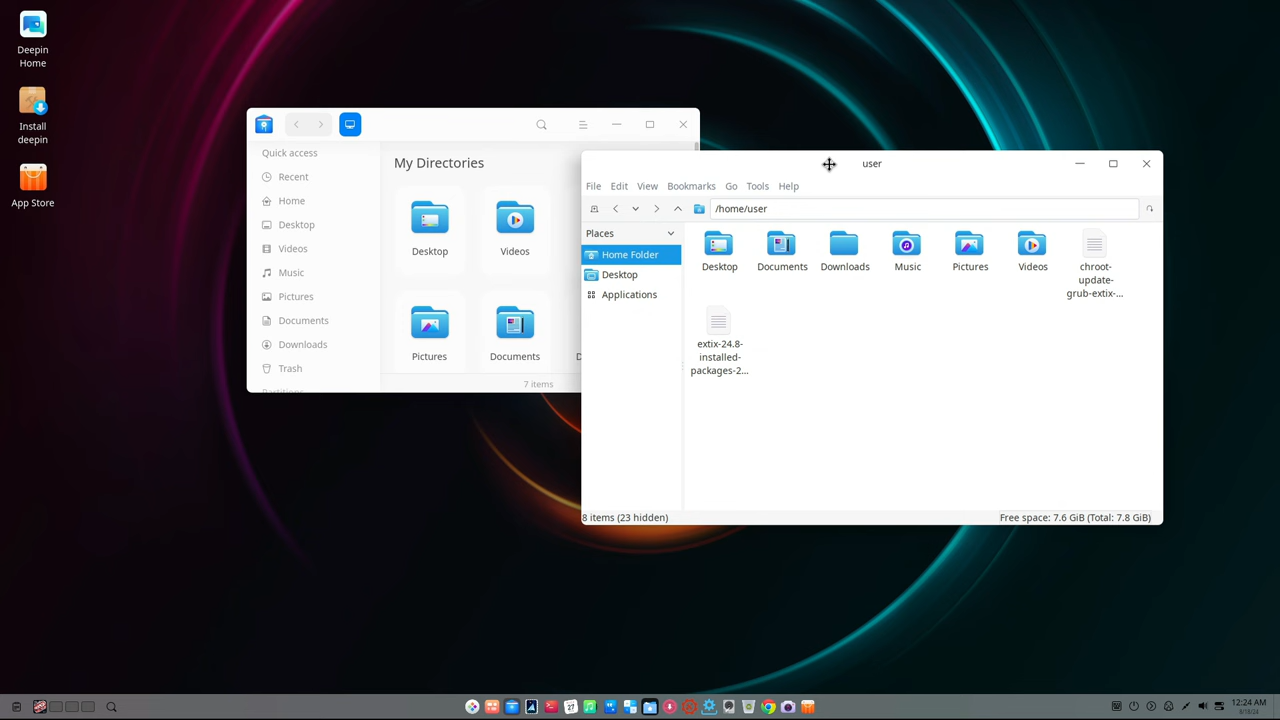 Deepin
Home
Install
deepin
App Store
Quick access
Recent
Home
Desktop
Videos
Music
Pictures
Documents
Downloads
Trash
My Directories
Desktop
Videos
Pictures
Documents
7 items
user
File Edit View Bookmarks Go Tools Help
/home/user
Places
Home Folder
Desktop
Applications
Desktop
Documents
Downloads
Music
Pictures
Videos
chroot-
update-
grub-extix-...
extix-24.8-
installed-
packages-2...
8 items (23 hidden)
Free space: 7.6 GiB (Total: 7.8 GiB)
27
12:24 AM